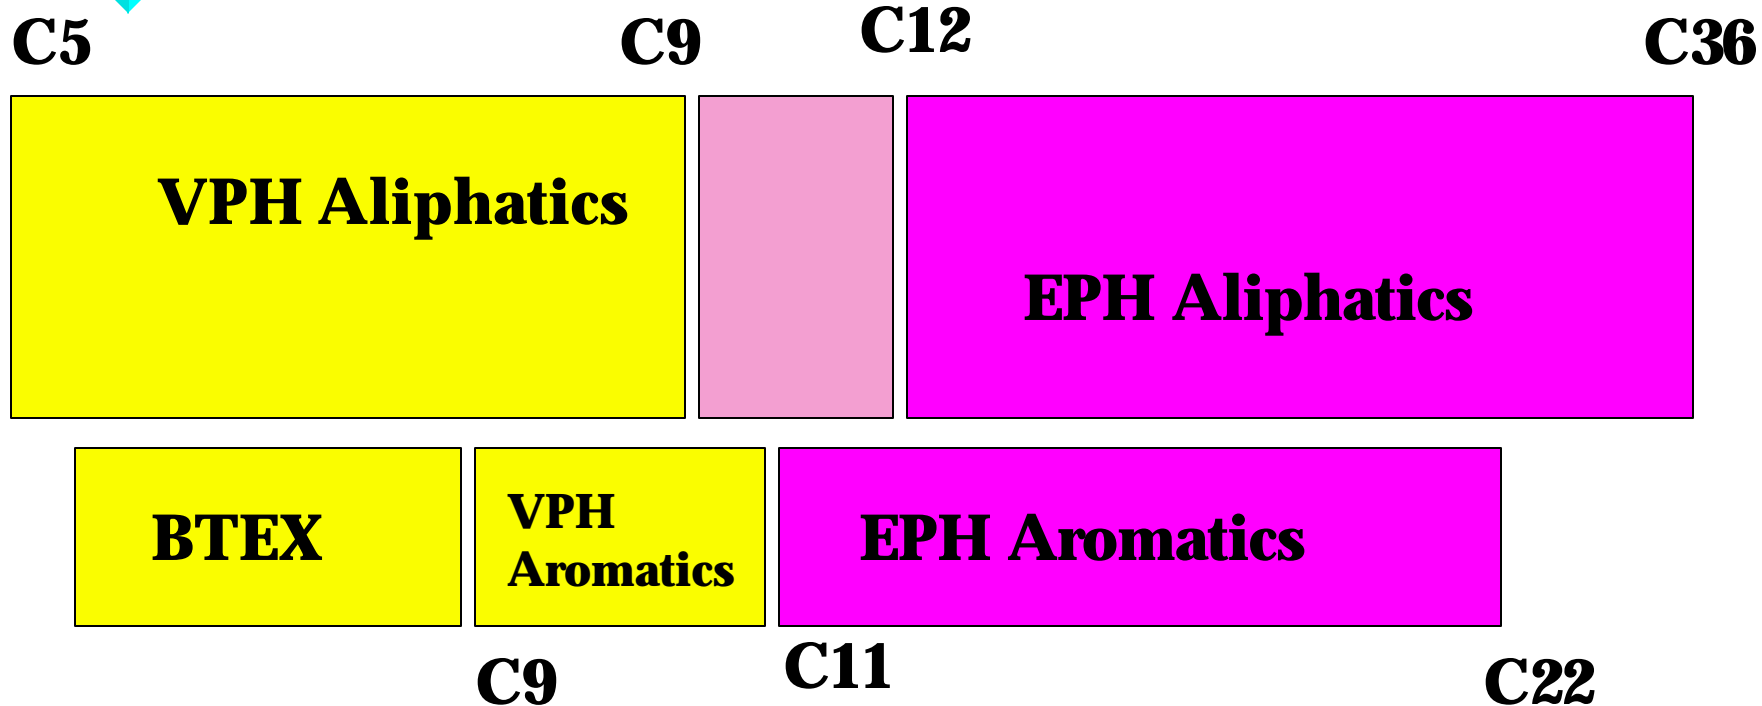 C5
C9
C12
C36
VPH Aliphatics
EPH Aliphatics
BTEX
VPH
Aromatics
EPH Aromatics
C9
C11
C22